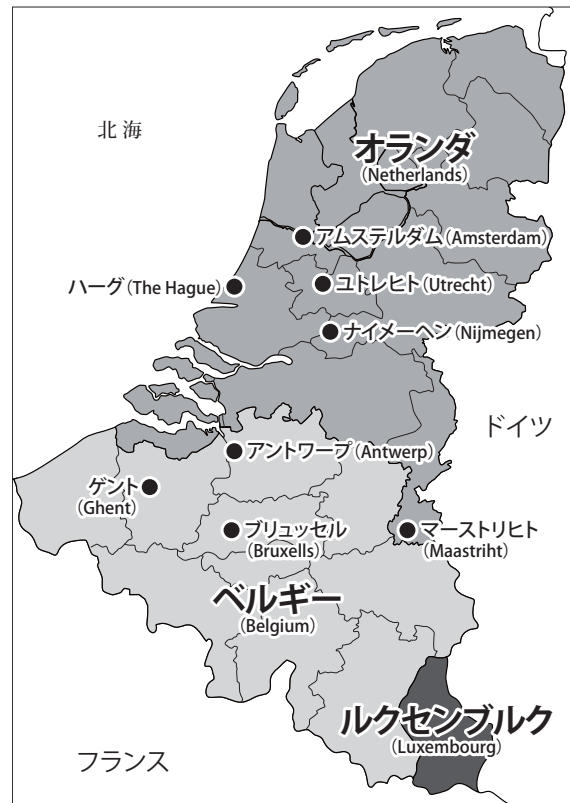 北海
オランダ
(Netherlands)
アムステルダム(Amsterdam)
ハーグ(The Hague)
ユトレヒト(Utrecht)
ナイメーヘン(Nijmegen)
ドイツ
アントワープ(Antwerp)
ゲント
(Ghent)
ブリュッセル
(Bruxells)
マーストリヒト
(Maastriht)
ベルギー
(Belgium)
ルクセンブルク
(Luxembourg)
フランス